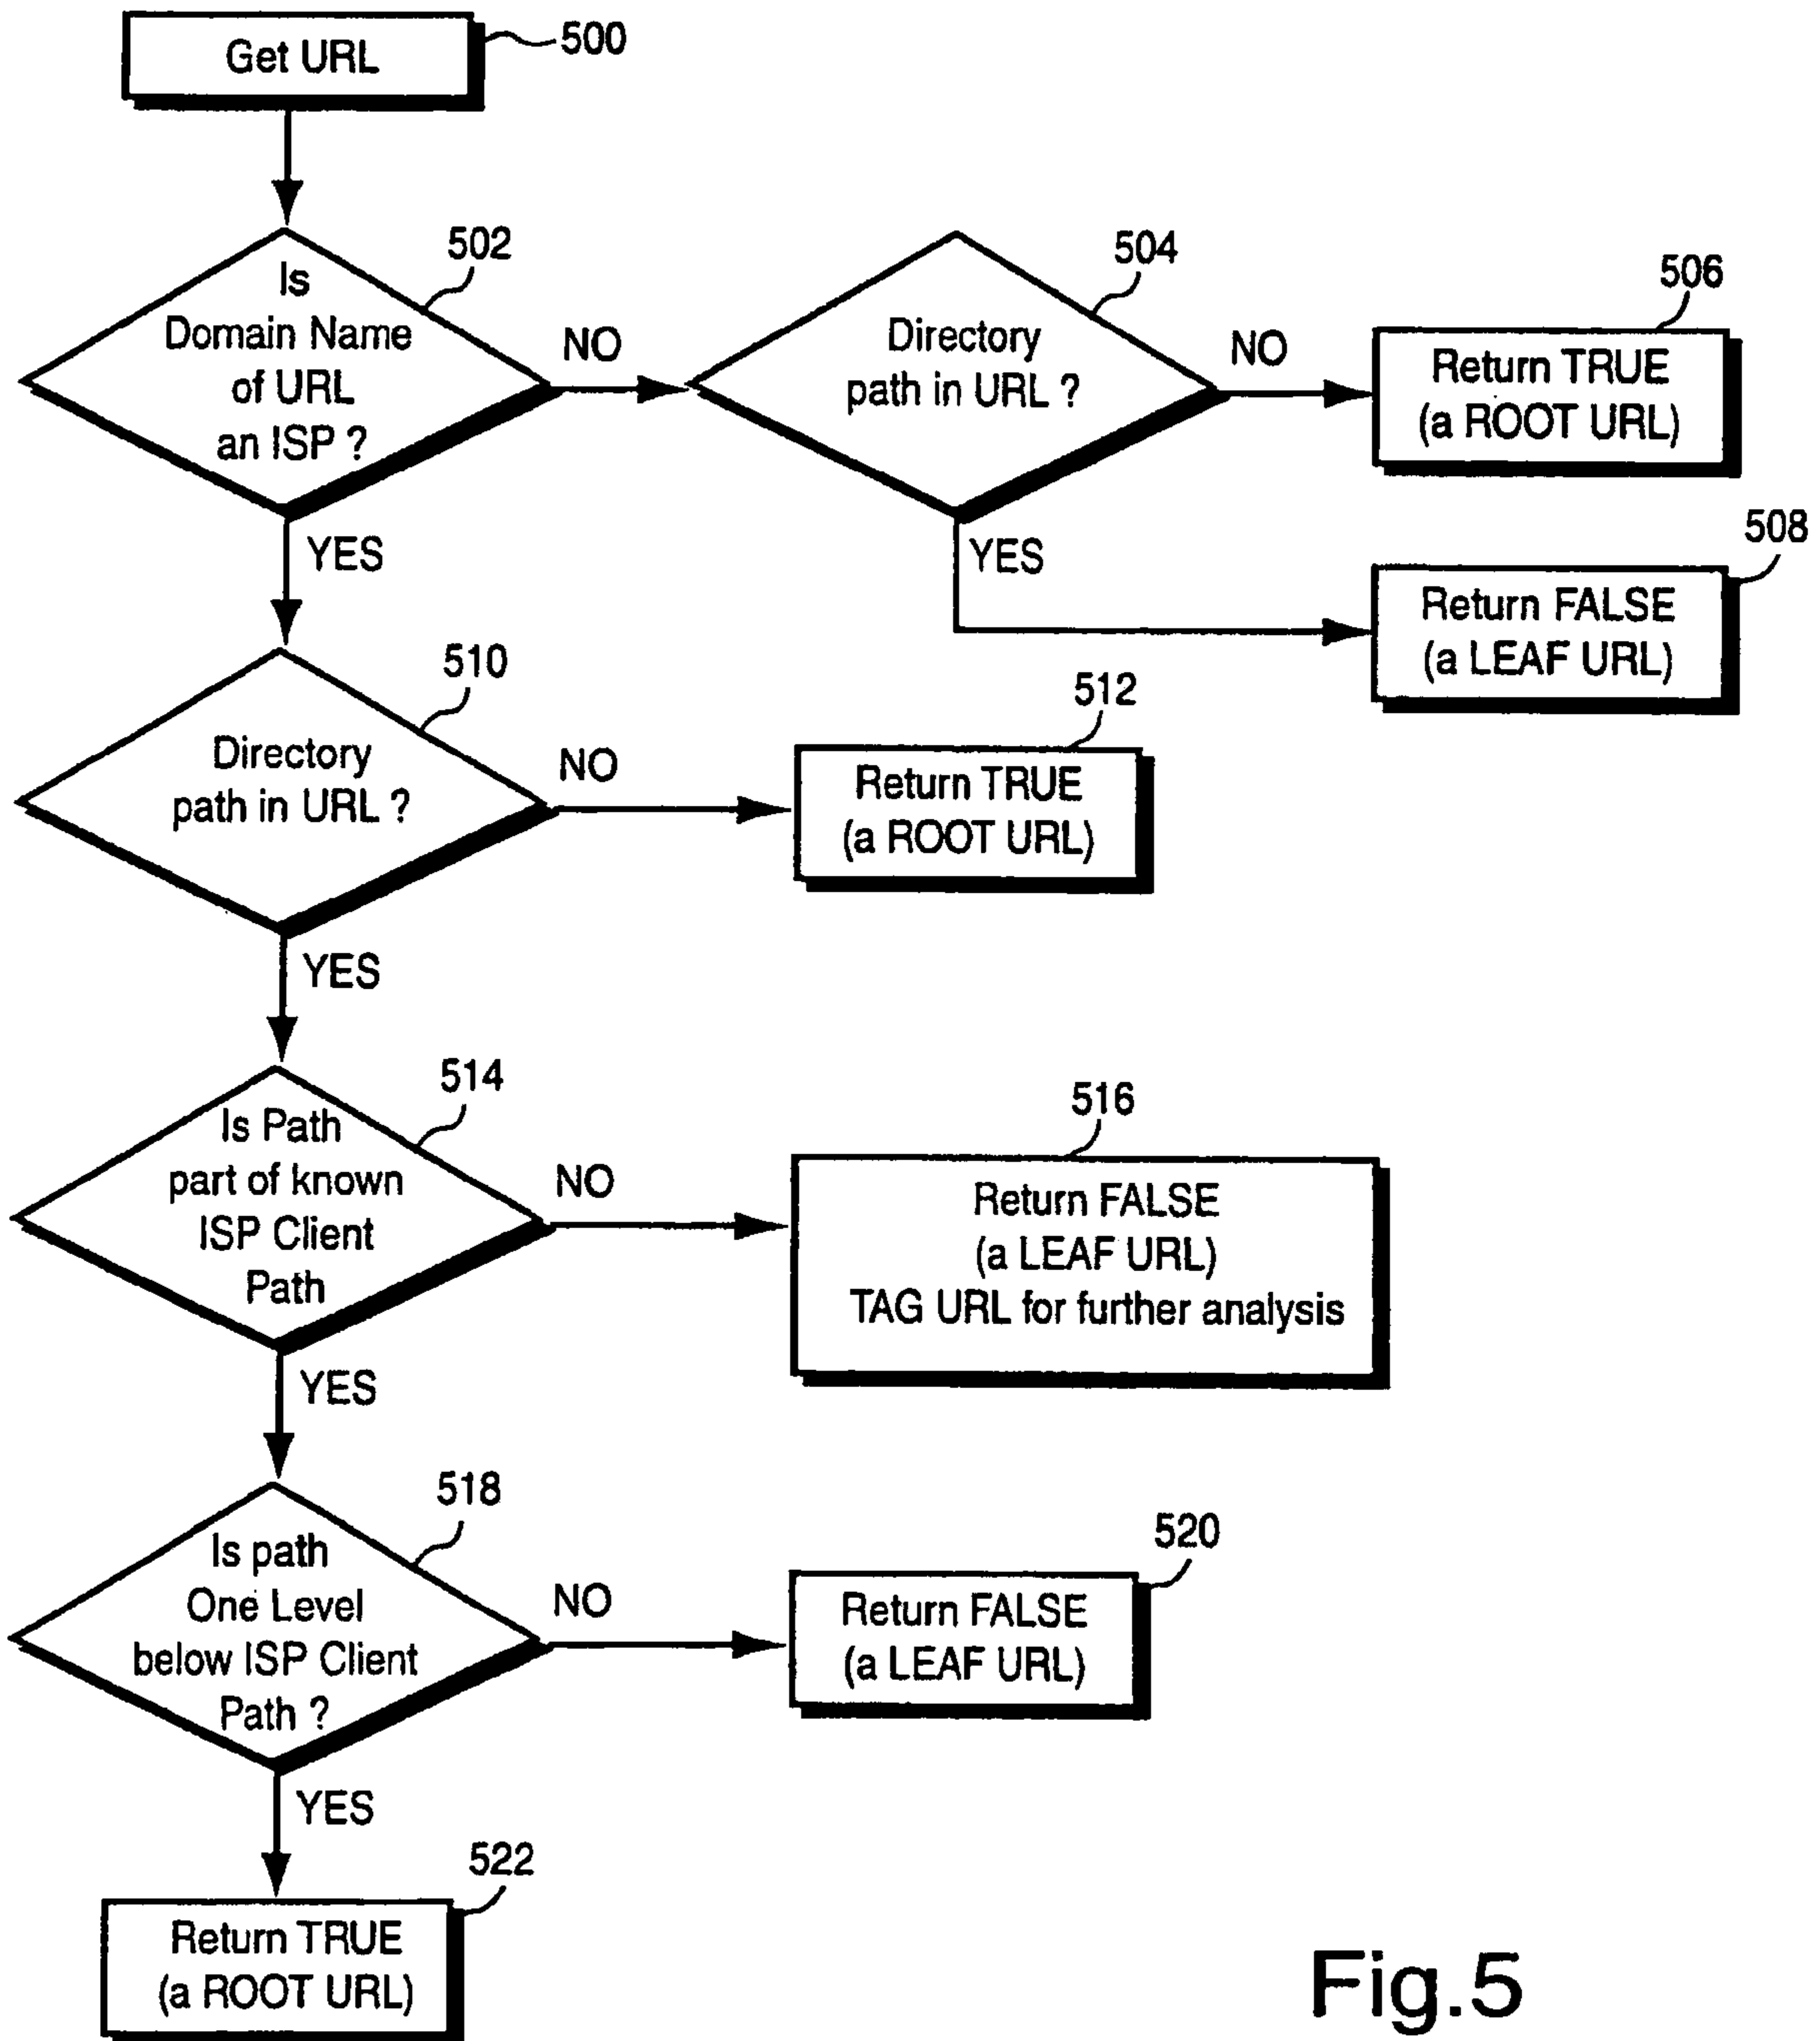 Get URL
500
Is
Domain Name
of URL
an ISP ?
502
NO
YES
Directory
path in URL ?
504
NO
YES
Return TRUE
(a ROOT URL)
506
Return FALSE
(a LEAF URL)
508
Directory
path in URL ?
510
NO
YES
Return TRUE
(a ROOT URL)
512
Is Path
part of known
ISP Client
Path
514
NO
YES
Return FALSE
(a LEAF URL)
TAG URL for further analysis
516
Is path
One Level
below ISP Client
Path ?
518
NO
YES
Return FALSE
(a LEAF URL)
520
Return TRUE
(a ROOT URL)
522
Fig.5